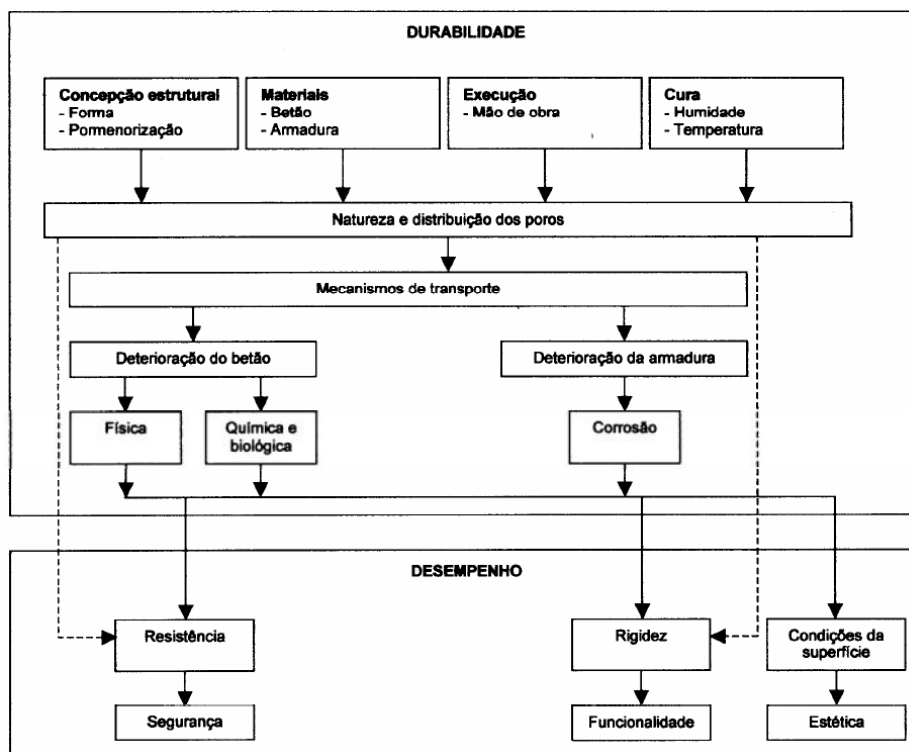 DURABILIDADE
Concepção estrutural
- Forma
- Pormenorização
Materiais
- Betão
- Armadura
Execução
- Mão de obra
Cura
- Humidade
- Temperatura
Natureza e distribuição dos poros
Mecanismos de transporte
Deterioração do betão
Deterioração da armadura
Física
Química e
biológica
Corrosão
DESEMPENHO
Resistência
Rigidez
Condições da
superfície
Segurança
Funcionalidade
Estética